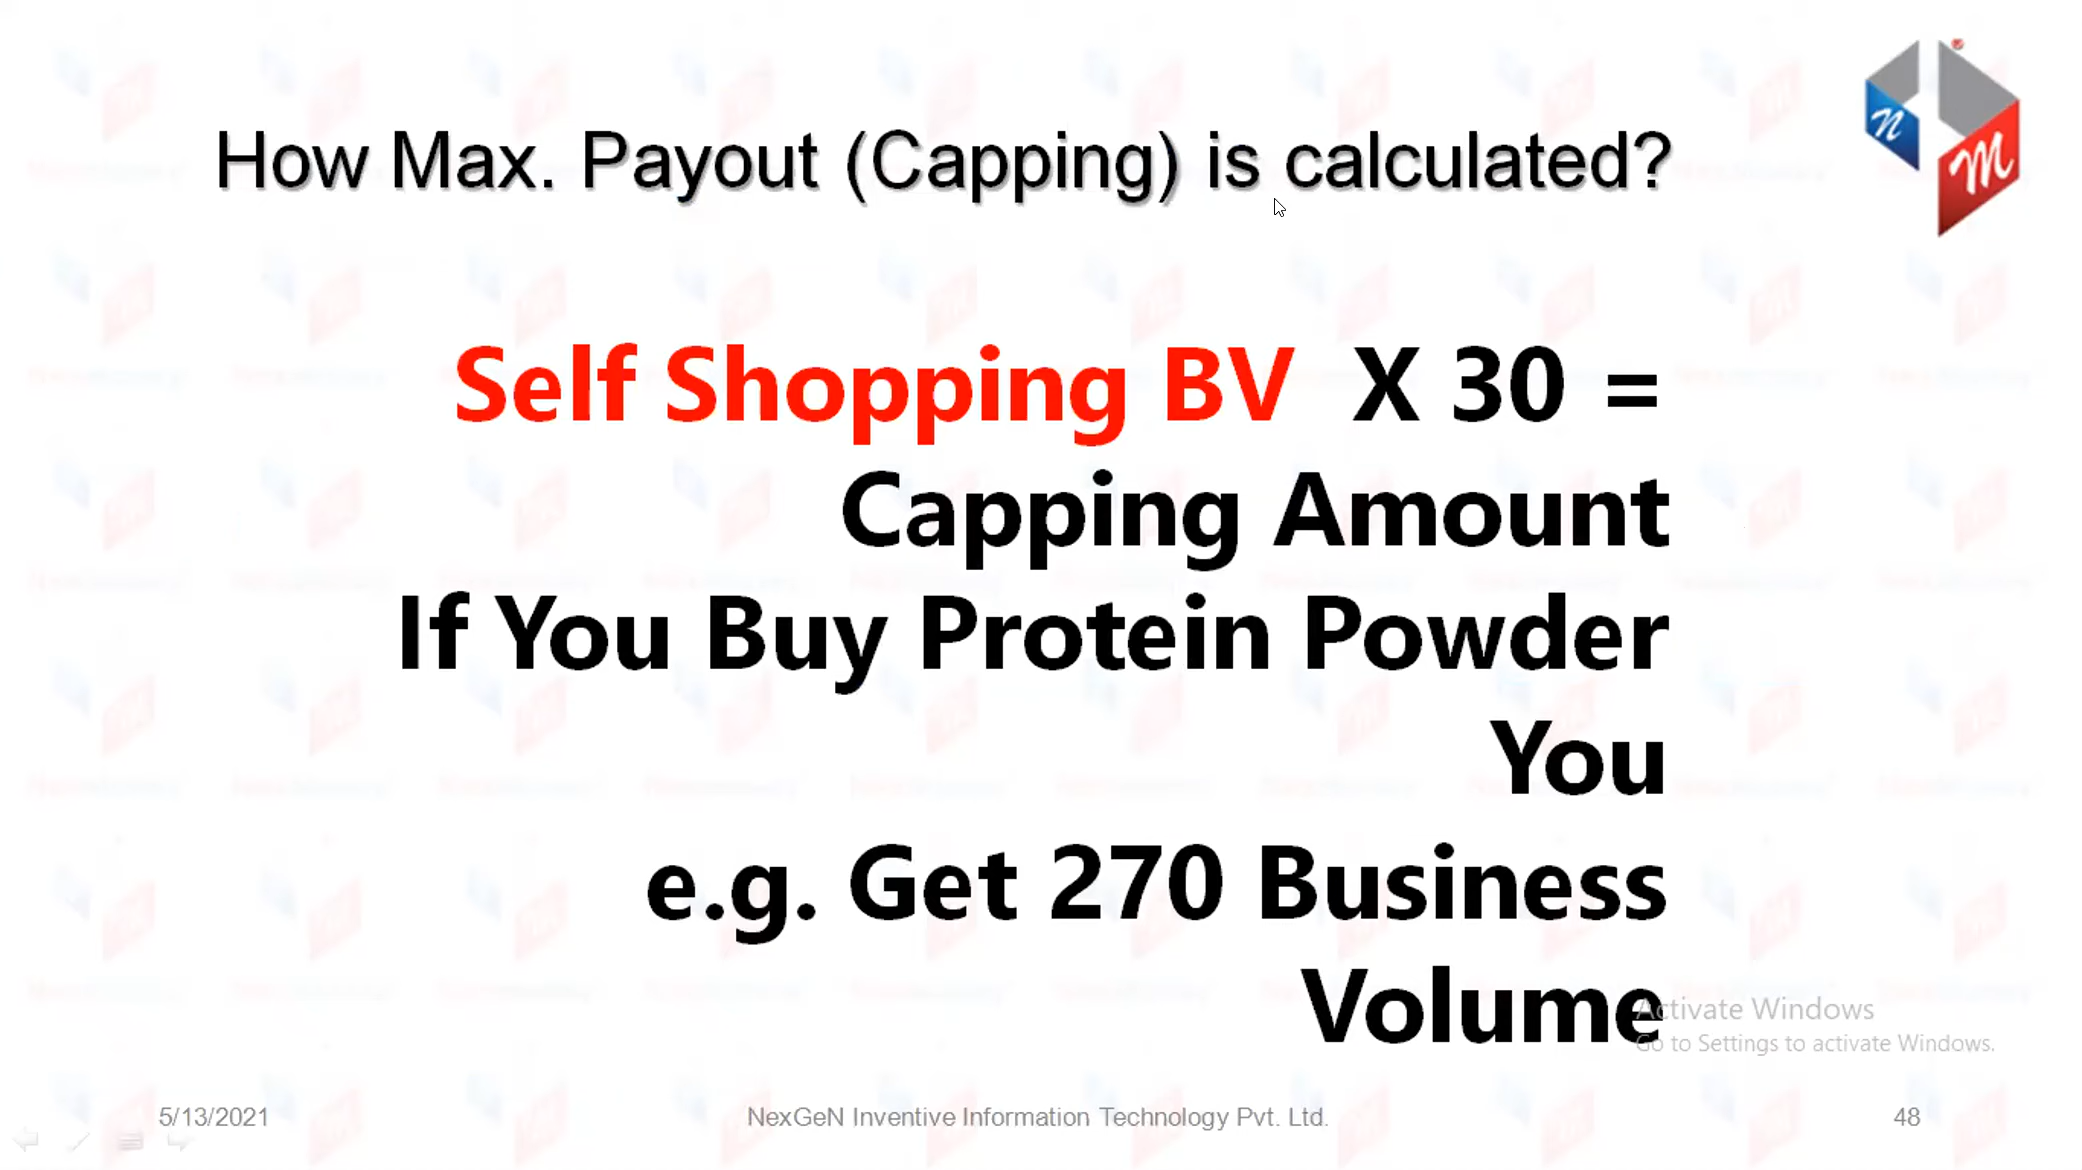 How Max. Payout (Capping) is calculated?
n
m
Self Shopping BV X 30 =
Capping Amount
If You Buy Protein Powder
You
e.g. Get 270 Business
Volume
Activate Windows
Go to Settings to activate Windows.
5/13/2021
NexGeN Inventive Information Technology Pvt. Ltd.
48